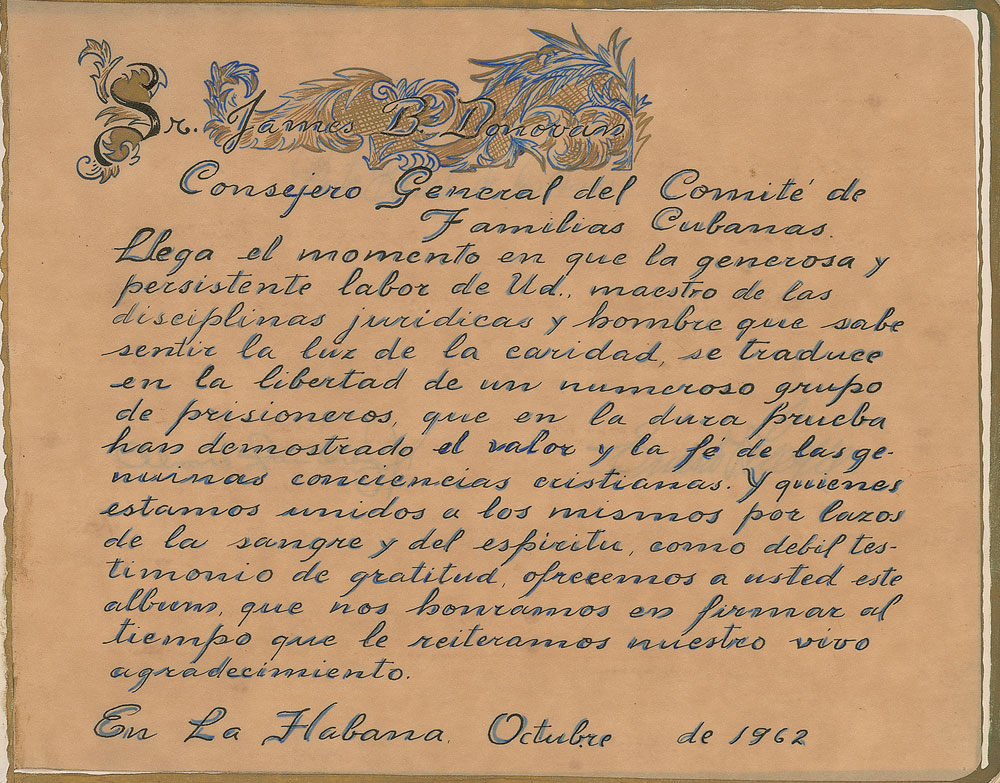 Sr. James B. Donovan
Consejero General del Comité de
Familias Cubanas.
Llega el momento en que la generosa y
persistente labor de Ud., maestro de las
disciplinas juridicas y hombre que sabe
sentir la luz de la caridad, se traduce
en la libertad de un numeroso grupo
de prisioneros, que en la dura prueba
han demostrado el valor y la fé de las ge-
nuinas conciencias cristianas. Y quienes
estamos unidos a los mismos por lazos
de la sangre y del espiritu, como debil tes-
timonio de gratitud, ofrecemos a usted este
album, que nos honramos en firmar al
tiempo que le reiteramos nuestro vivo
agradecimiento.
En La Habana. Octubre de 1962